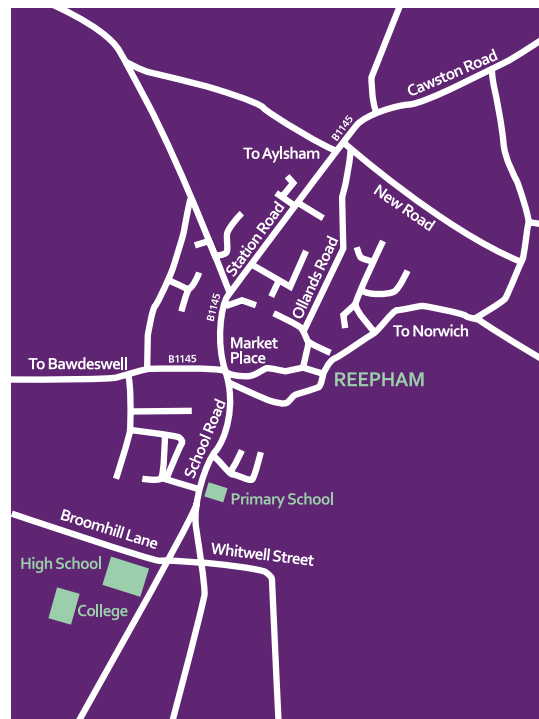 Cawston Road
B1145
To Aylsham
New Road
Station Road
Ollands Road
B1145
To Norwich
Market
Place
To Bawdeswell
B1145
REEPHAM
School Road
Primary School
Broomhill Lane
Whitwell Street
High School
College